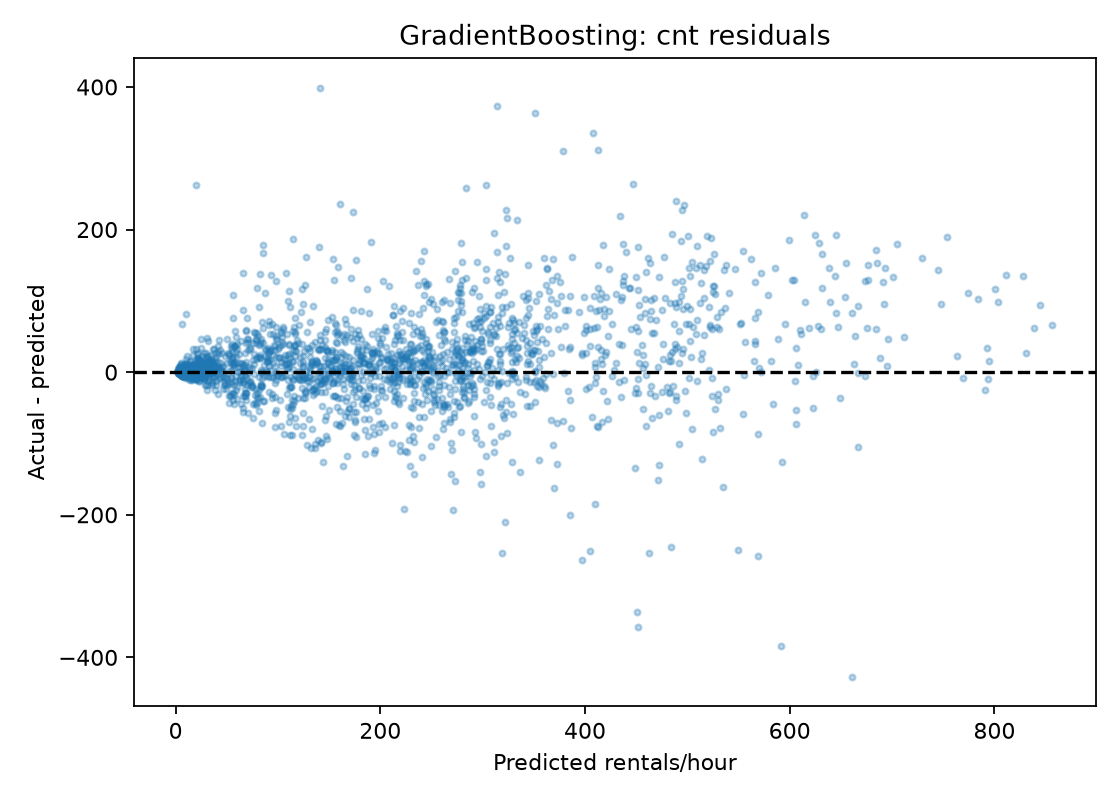 GradientBoosting: cnt residuals
400
200
0
−200
−400
Actual - predicted
0 200 400 600 800
Predicted rentals/hour